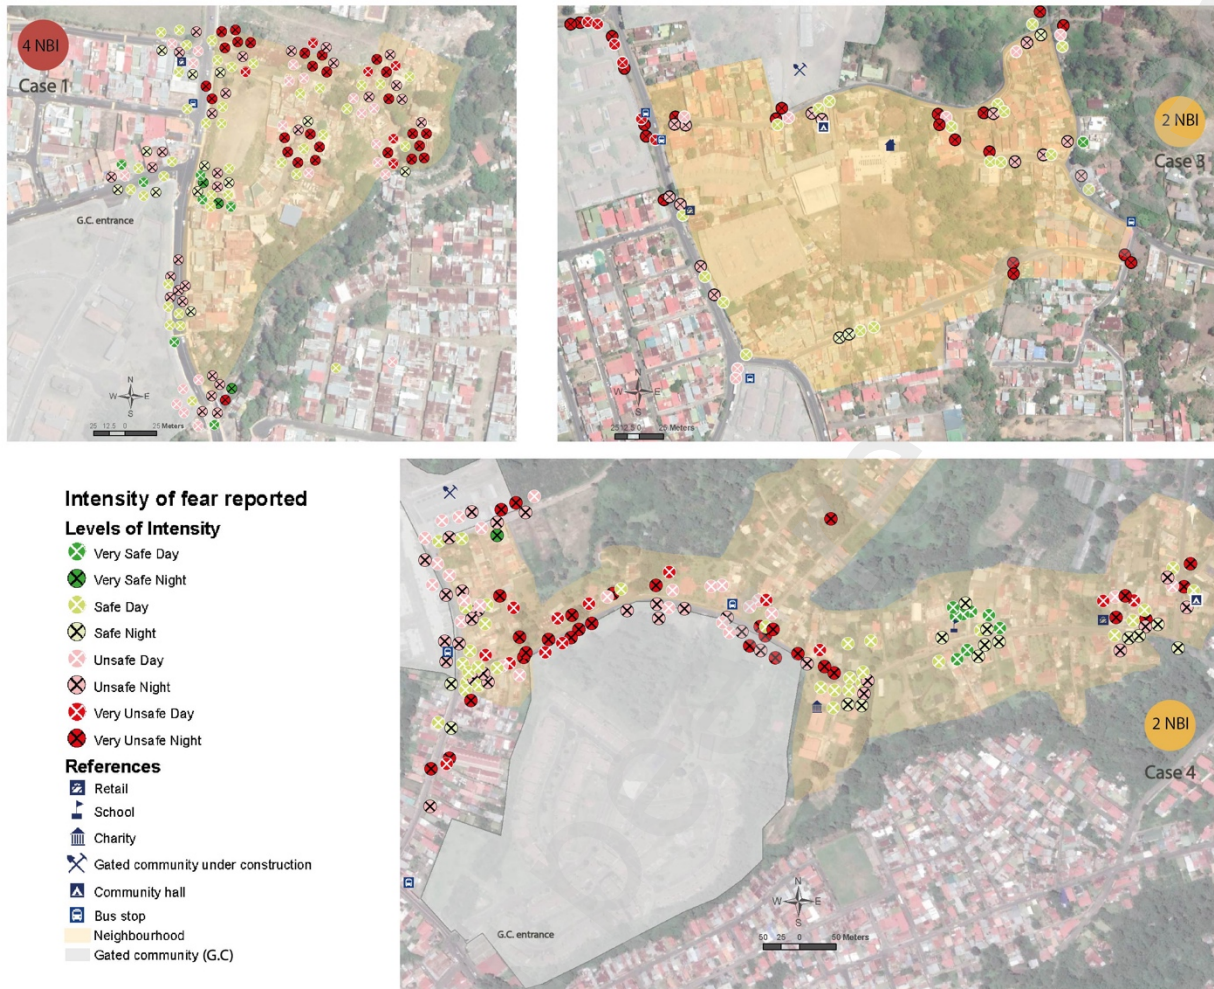 4 NBI
Case 1
G.C. entrance
N
W E
S
25 12.5 0 25 Meters
2 NBI
Case 3
N
W E
S
2512.5 0 25 Meters
Intensity of fear reported
Levels of Intensity
Very Safe Day
Very Safe Night
Safe Day
Safe Night
Unsafe Day
Unsafe Night
Very Unsafe Day
Very Unsafe Night
References
Retail
School
Charity
Gated community under construction
Community hall
Bus stop
Neighbourhood
Gated community (G.C)
2 NBI
Case 4
G.C. entrance
N
W E
S
50 25 0 50 Meters